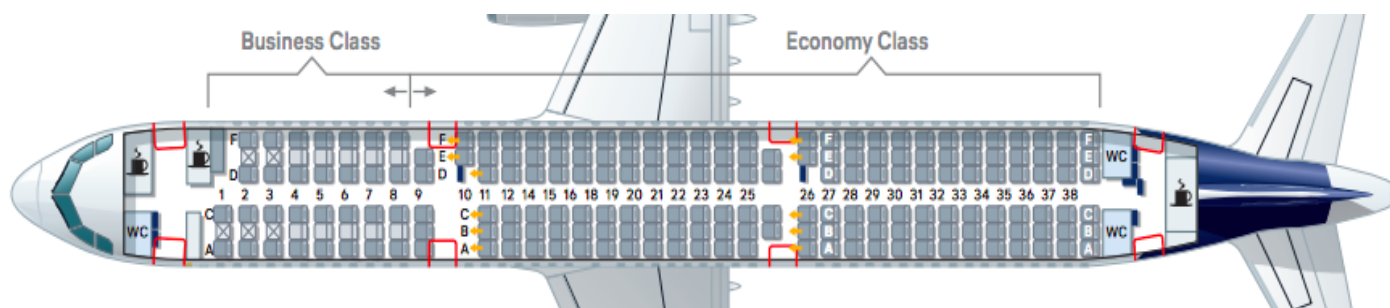 Business Class Economy Class
F F F F
E E E WC
D D D D
1 2 3 4 5 6 7 8 9 10 11 12 14 15 16 18 19 20 21 22 23 24 25 26 27 28 29 30 31 32 33 34 35 36 37 38
C C C C
WC B B B WC
A A A A